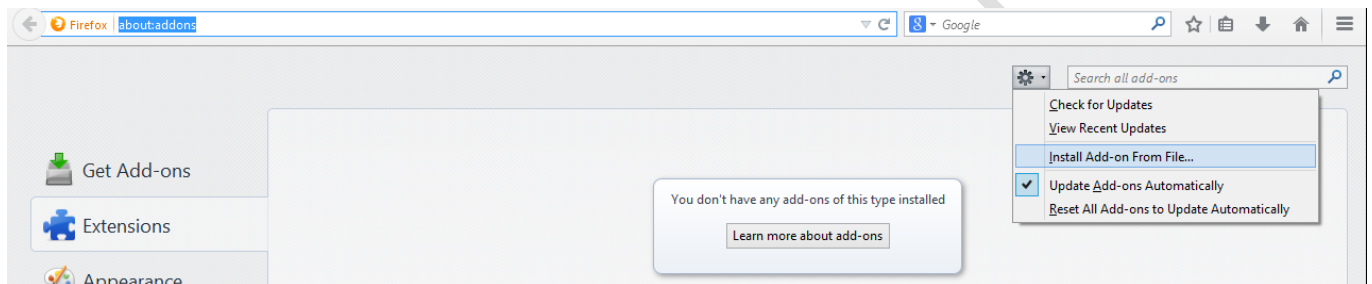 Firefox about:addons Google
Search all add-ons
Check for Updates
View Recent Updates
Install Add-on From File...
Update Add-ons Automatically
Reset All Add-ons to Update Automatically
Get Add-ons
Extensions
Appearance
You don't have any add-ons of this type installed
Learn more about add-ons